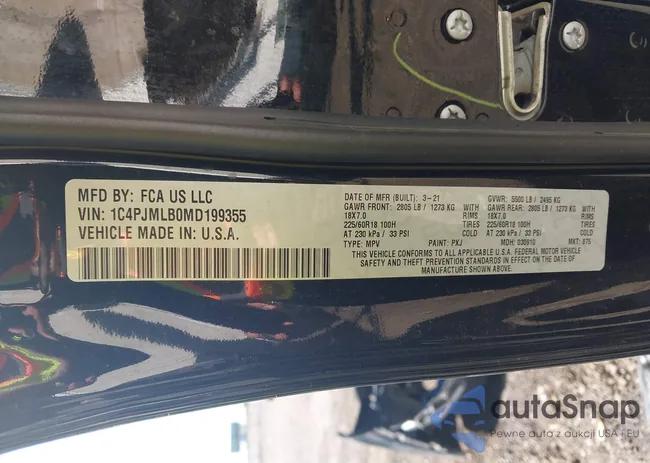 MFD BY: FCA US LLC
VIN: 1C4PJMLB0MD199355
VEHICLE MADE IN: U.S.A.
DATE OF MFR (BUILT): 3-21 GVWR: 5500 LB / 2495 KG
GAWR FRONT: 2805 LB / 1273 KG WITH GAWR REAR: 2805 LB / 1273 KG WITH
18X7.0 RIMS 18X7.0 RIMS
225/60R18 100H TIRES 225/60R18 100H TIRES
AT 230 kPa / 33 PSI COLD AT 230 kPa / 33 PSI COLD
TYPE: MPV PAINT: PXJ MDH: 030910 MKT: 875
THIS VEHICLE CONFORMS TO ALL APPLICABLE U.S.A. FEDERAL MOTOR VEHICLE
SAFETY AND THEFT PREVENTION STANDARDS IN EFFECT ON THE DATE OF
MANUFACTURE SHOWN ABOVE.
autoSnap
Pewne auta z aukcji USA i EU